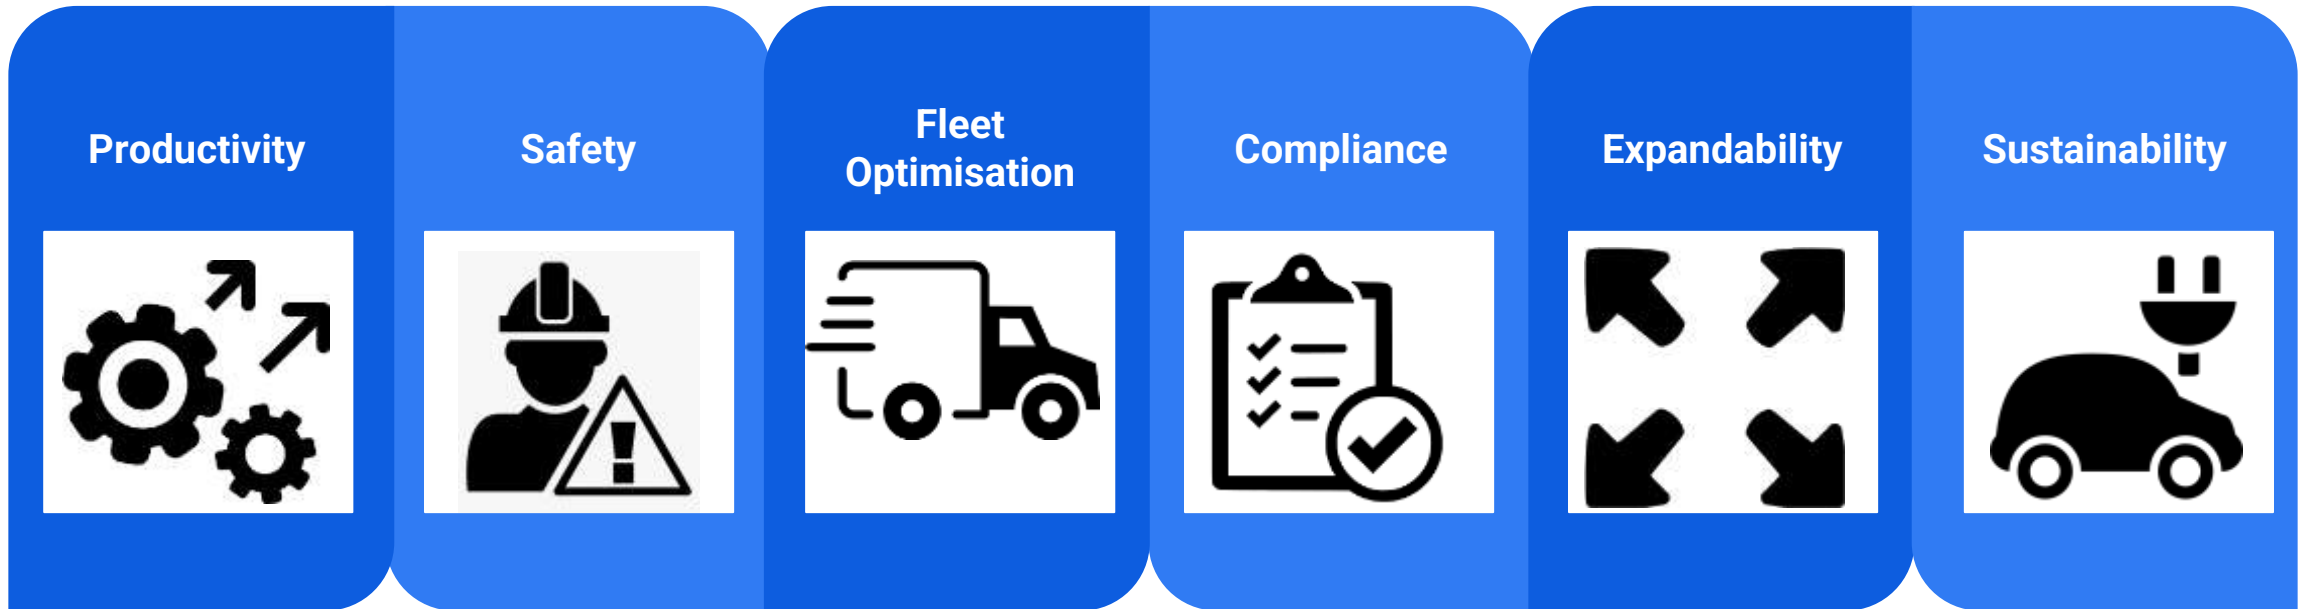 Productivity
Safety
Fleet
Optimisation
Compliance
Expandability
Sustainability